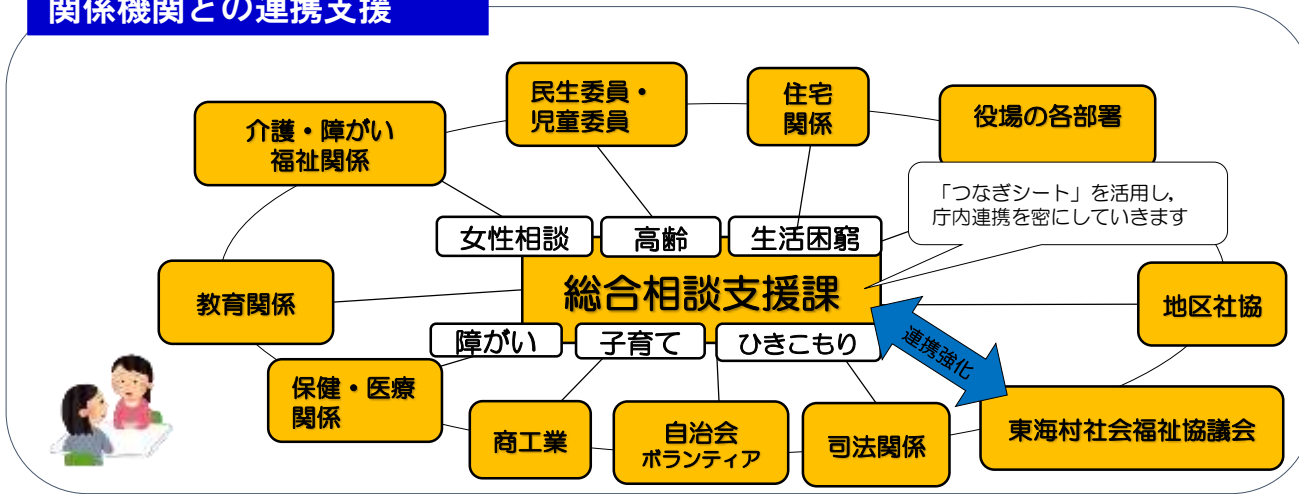 関係機関との連携支援
民生委員・
児童委員
住宅
関係
役場の各部署
介護・障がい
福祉関係
「つなぎシート」を活用し,
庁内連携を密にしていきます
女性相談
高齢
生活困窮
総合相談支援課
教育関係
地区社協
障がい
子育て
ひきこもり
連携強化
保健・医療
関係
商工業
自治会
ボランティア
司法関係
東海村社会福祉協議会